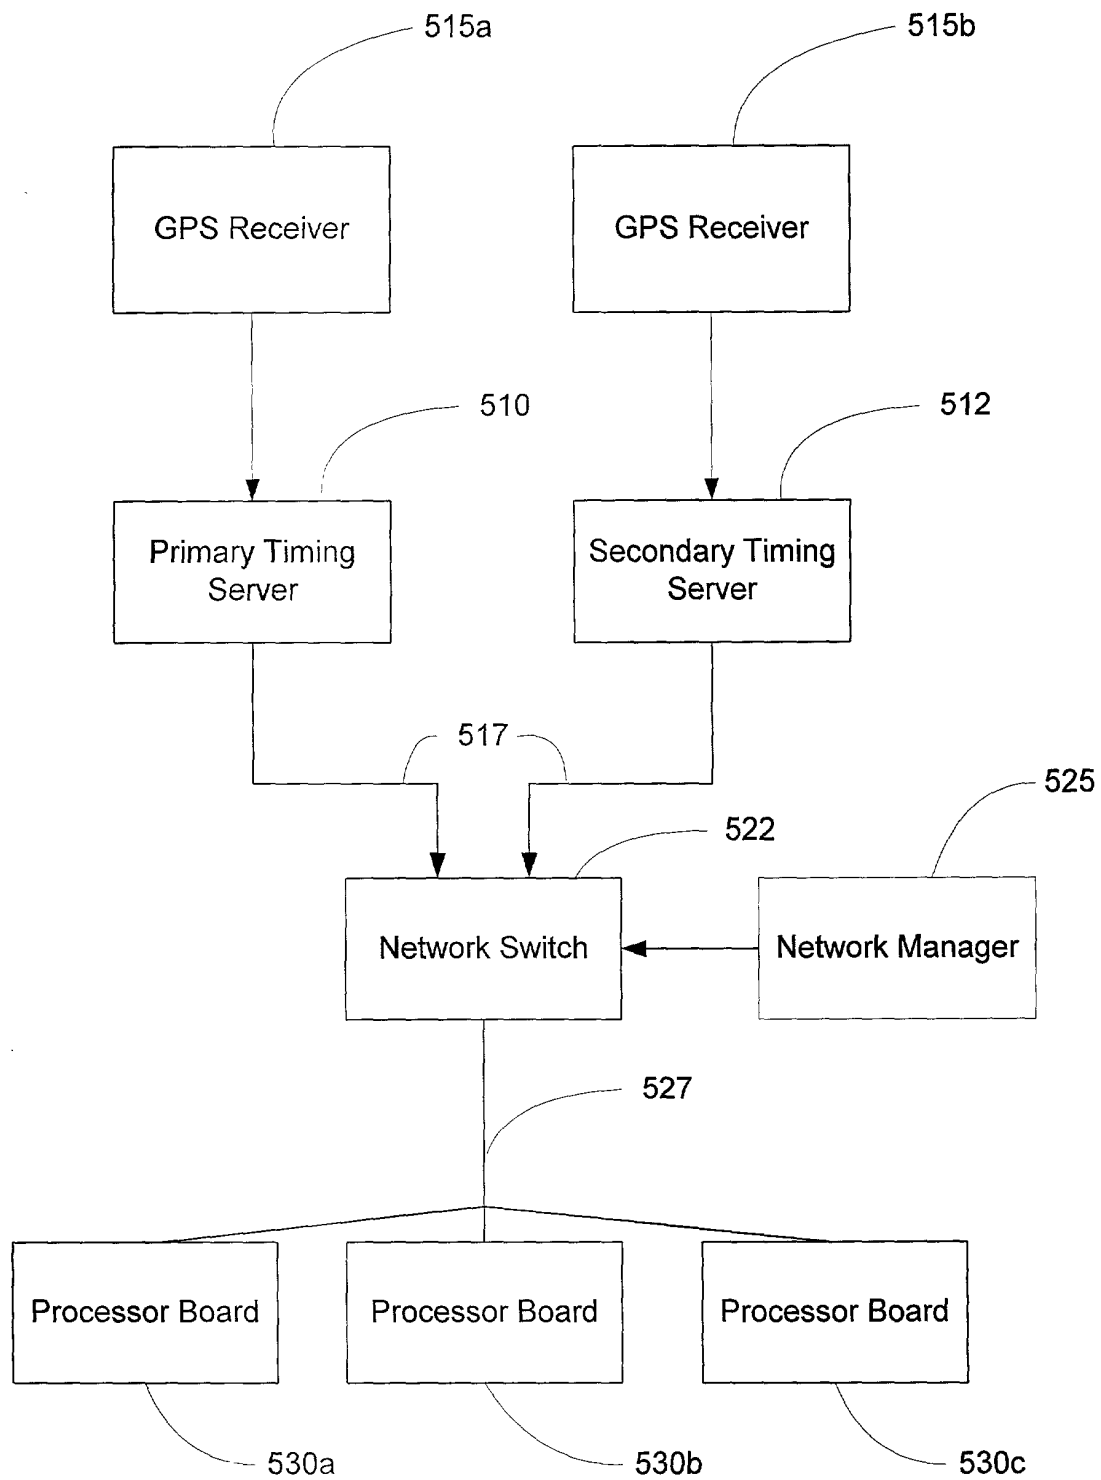 515a
515b
GPS Receiver
GPS Receiver
510
512
Primary Timing
Server
Secondary Timing
Server
517
525
522
Network Switch
Network Manager
527
Processor Board
Processor Board
Processor Board
530a
530b
530c